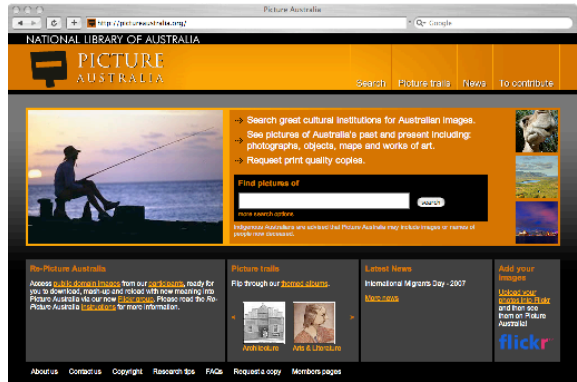 Picture Australia
http://pictureaustralia.org/
Google
NATIONAL LIBRARY OF AUSTRALIA
PICTURE
AUSTRALIA
Search
Picture trails
News
To contribute
Search great cultural institutions for Australian images.
See pictures of Australia's past and present including:
photographs, objects, maps and works of art.
Request print quality copies.
Find pictures of
search
more search options
Indigenous Australians are advised that Picture Australia may include images or names of
people now deceased.
Re-Picture Australia
Access public domain images from our participants, ready for
you to download, mash-up and reload with new meaning into
Picture Australia via our new Flickr group. Please read the Re-
Picture Australia instructions for more information.
Picture trails
Flip through our themed albums.
Architecture
Arts & Literature
Latest News
International Migrants Day - 2007
More news
Add your
images
Upload your
photos into Flickr
and then see
them on Picture
Australia!
flickr
About us
Contact us
Copyright
Research tips
FAQs
Request a copy
Members pages